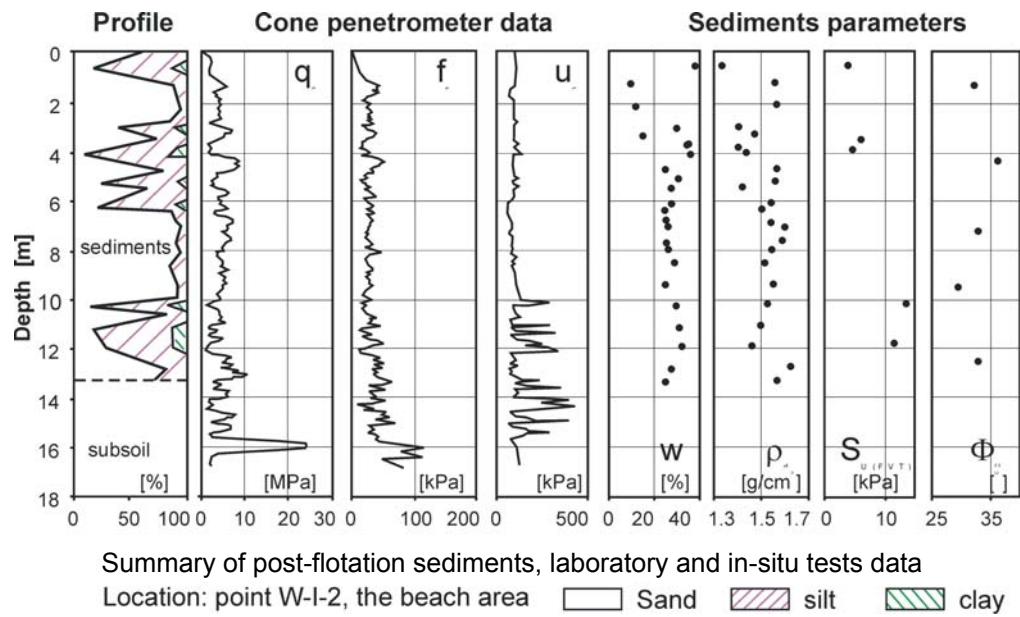 Profile Cone penetrometer data Sediments parameters
0
2
4
6
8
10
12
14
16
18
Depth [m]
sediments
subsoil
q f u w ρ S U(FVT) Φ
[%] [MPa] [kPa] [kPa] [%] [g/cm³] [kPa] [°]
0 50 100 0 10 20 30 0 100 200 0 500 0 20 40 1.3 1.5 1.7 0 10 25 35
Summary of post-flotation sediments, laboratory and in-situ tests data
Location: point W-I-2, the beach area Sand silt clay